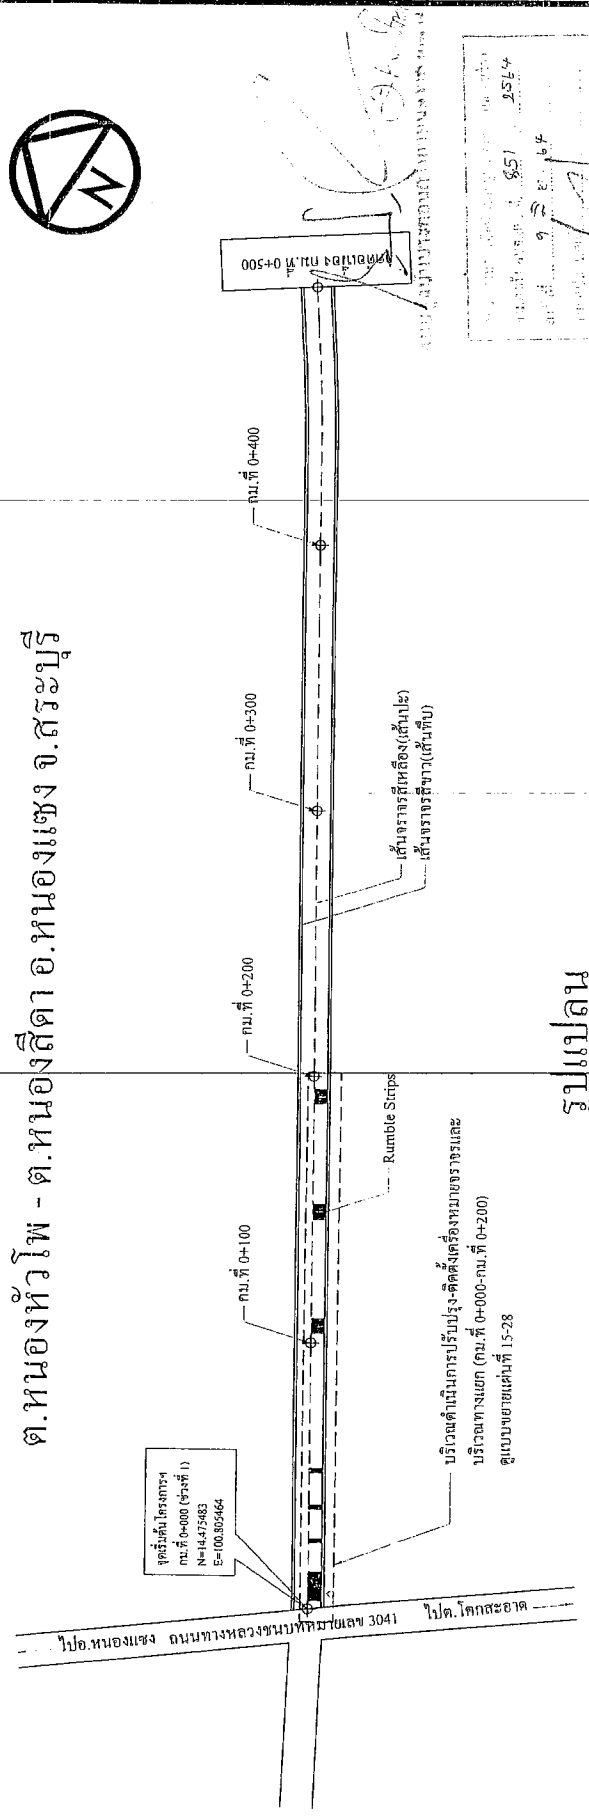 ต.หนองหัวโพ - ต.หนองสีดา อ.หนองแซง จ.สระบุรี
N
จุดเริ่มต้นโครงการฯ
กม.ที่ 0+000 (ช่วงที่ 1)
N=14.475483
E=100.805464
กม.ที่ 0+100
กม.ที่ 0+200
กม.ที่ 0+300
กม.ที่ 0+400
จุดต่อเนื่อง กม.ที่ 0+500
ไปอ.หนองแซง
ถนนทางหลวงชนบทหมายเลข 3041
ไปต.โคกสะอาด
Rumble Strips
เส้นจราจรสีเหลือง(เส้นปะ)
เส้นจราจรสีขาว(เส้นทึบ)
บริเวณดำเนินการปรับปรุง-ติดตั้งเครื่องหมายจราจรและ
บริเวณทางแยก (กม.ที่ 0+000-กม.ที่ 0+200)
ดูแบบขยายแผ่นที่ 15-28
รูปแปลน
851 2564
64